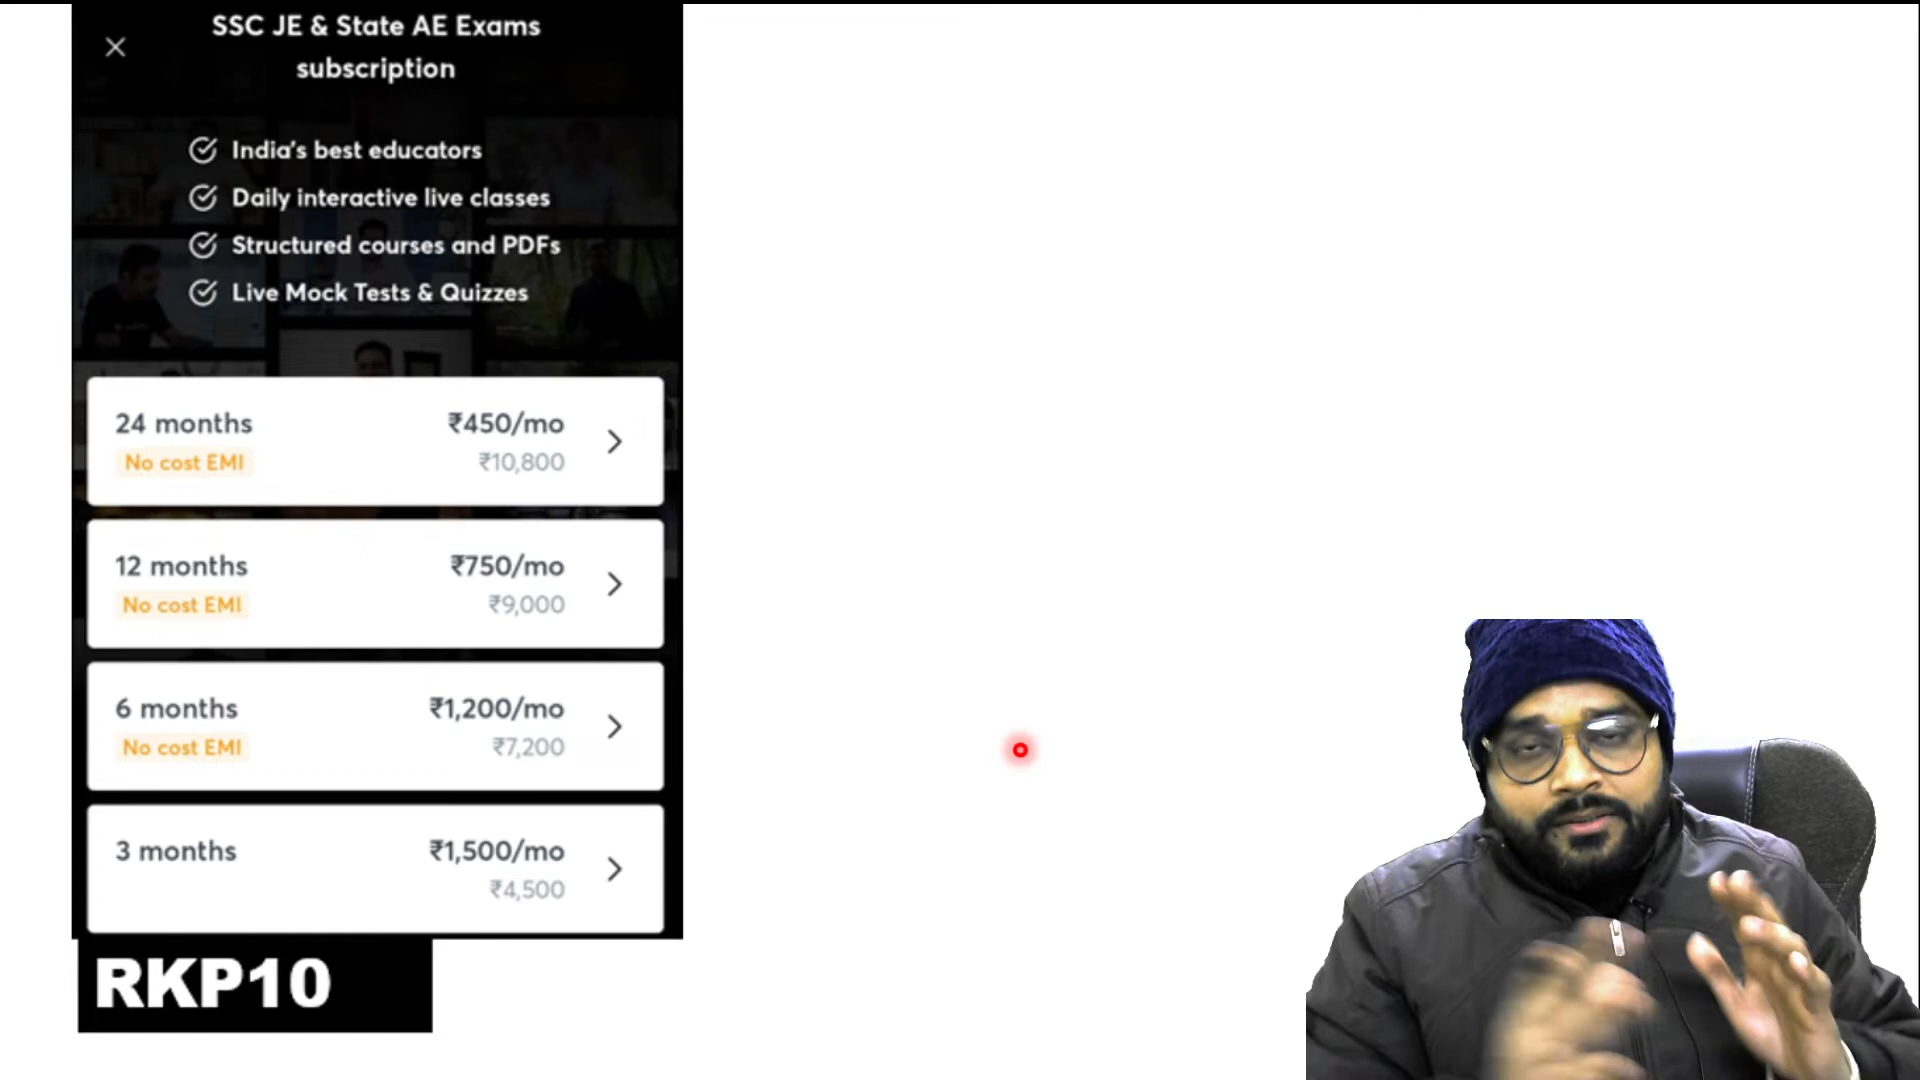 SSC JE & State AE Exams
subscription
India's best educators
Daily interactive live classes
Structured courses and PDFs
Live Mock Tests & Quizzes
24 months ₹450/mo
No cost EMI ₹10,800
12 months ₹750/mo
No cost EMI ₹9,000
6 months ₹1,200/mo
No cost EMI ₹7,200
3 months ₹1,500/mo
₹4,500
RKP10